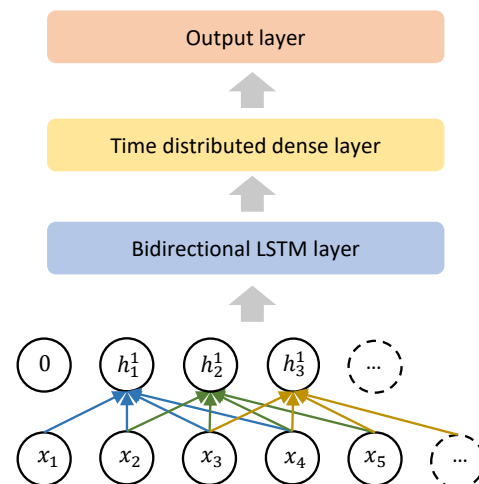 Output layer
Time distributed dense layer
Bidirectional LSTM layer
0 h₁¹ h₂¹ h₃¹ ...
x₁ x₂ x₃ x₄ x₅ ...